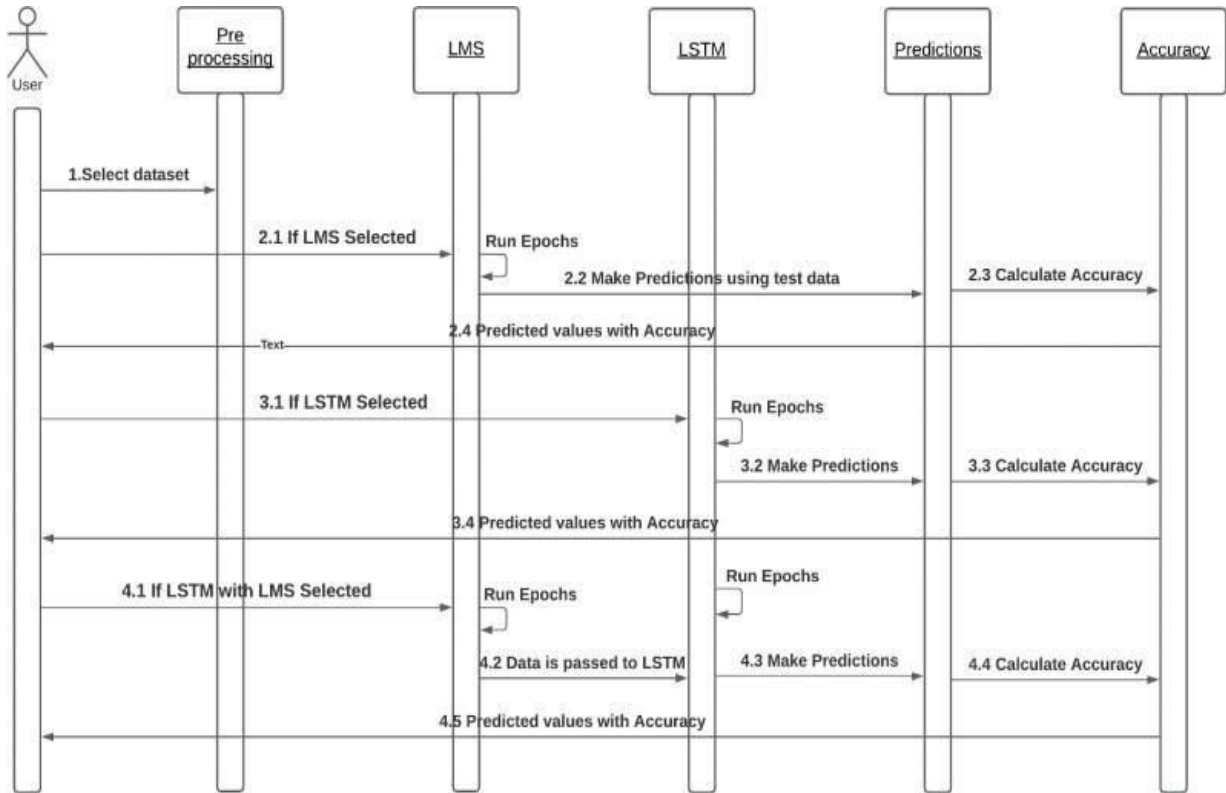 User
Pre
processing
LMS
LSTM
Predictions
Accuracy
1.Select dataset
2.1 If LMS Selected
Run Epochs
2.2 Make Predictions using test data
2.3 Calculate Accuracy
2.4 Predicted values with Accuracy
Text
3.1 If LSTM Selected
Run Epochs
3.2 Make Predictions
3.3 Calculate Accuracy
3.4 Predicted values with Accuracy
4.1 If LSTM with LMS Selected
Run Epochs
Run Epochs
4.2 Data is passed to LSTM
4.3 Make Predictions
4.4 Calculate Accuracy
4.5 Predicted values with Accuracy